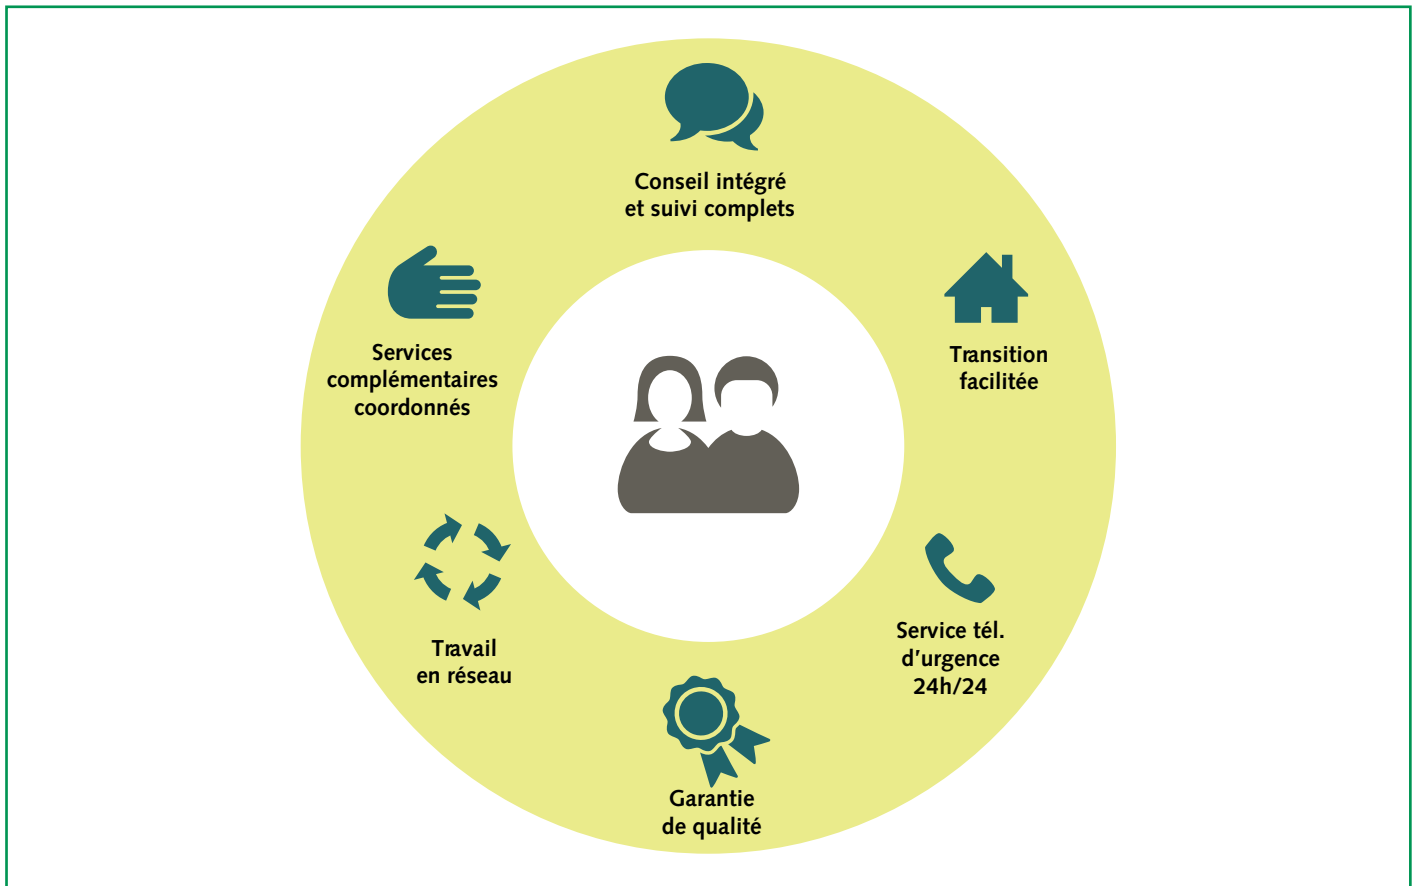 Conseil intégré
et suivi complets
Services
complémentaires
coordonnés
Transition
facilitée
Travail
en réseau
Service tél.
d’urgence
24h/24
Garantie
de qualité